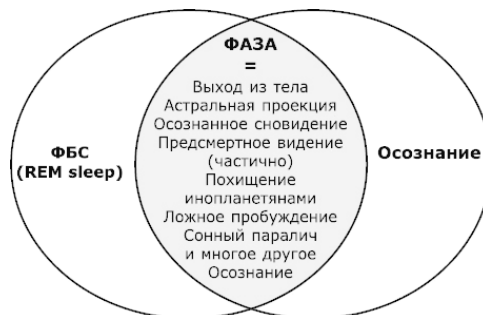 ФАЗА
=
Выход из тела
Астральная проекция
Осознанное сновидение
Предсмертное видение
(частично)
Похищение
инопланетянами
Ложное пробуждение
Сонный паралич
и многое другое
Осознание
ФБС
(REM sleep)
Осознание